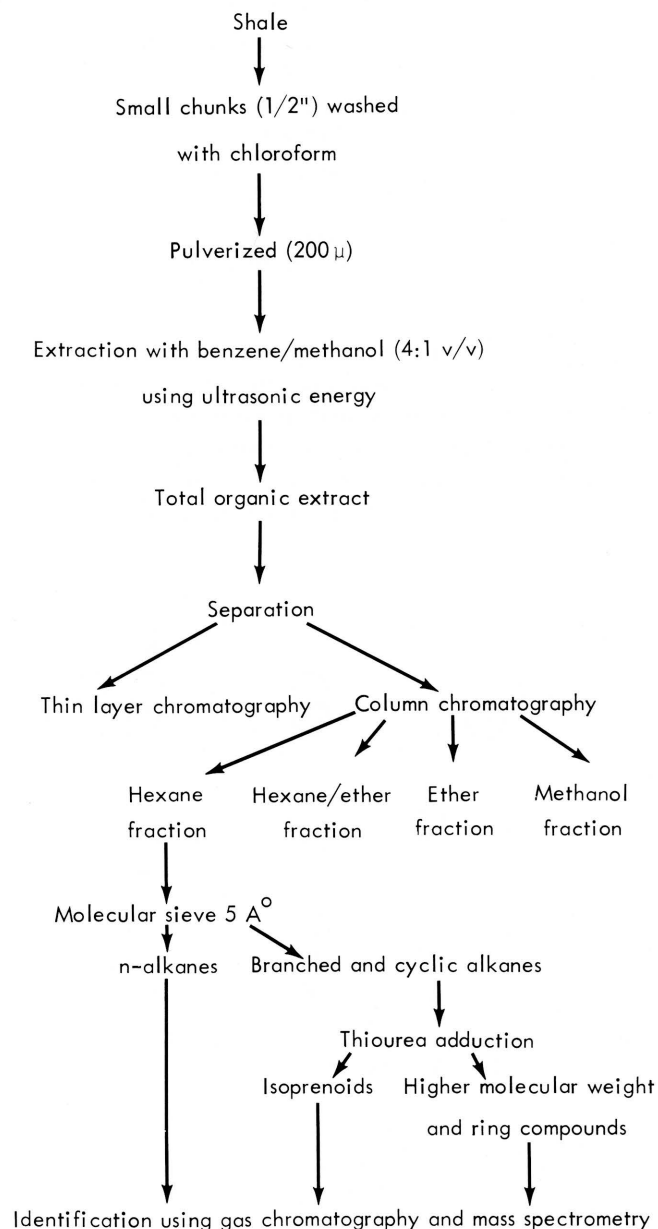 Shale
Small chunks (1/2") washed
with chloroform
Pulverized (200 μ)
Extraction with benzene/methanol (4:1 v/v)
using ultrasonic energy
Total organic extract
Separation
Thin layer chromatography
Column chromatography
Hexane
fraction
Hexane/ether
fraction
Ether
fraction
Methanol
fraction
Molecular sieve 5 A°
n-alkanes
Branched and cyclic alkanes
Thiourea adduction
Isoprenoids
Higher molecular weight
and ring compounds
Identification using gas chromatography and mass spectrometry